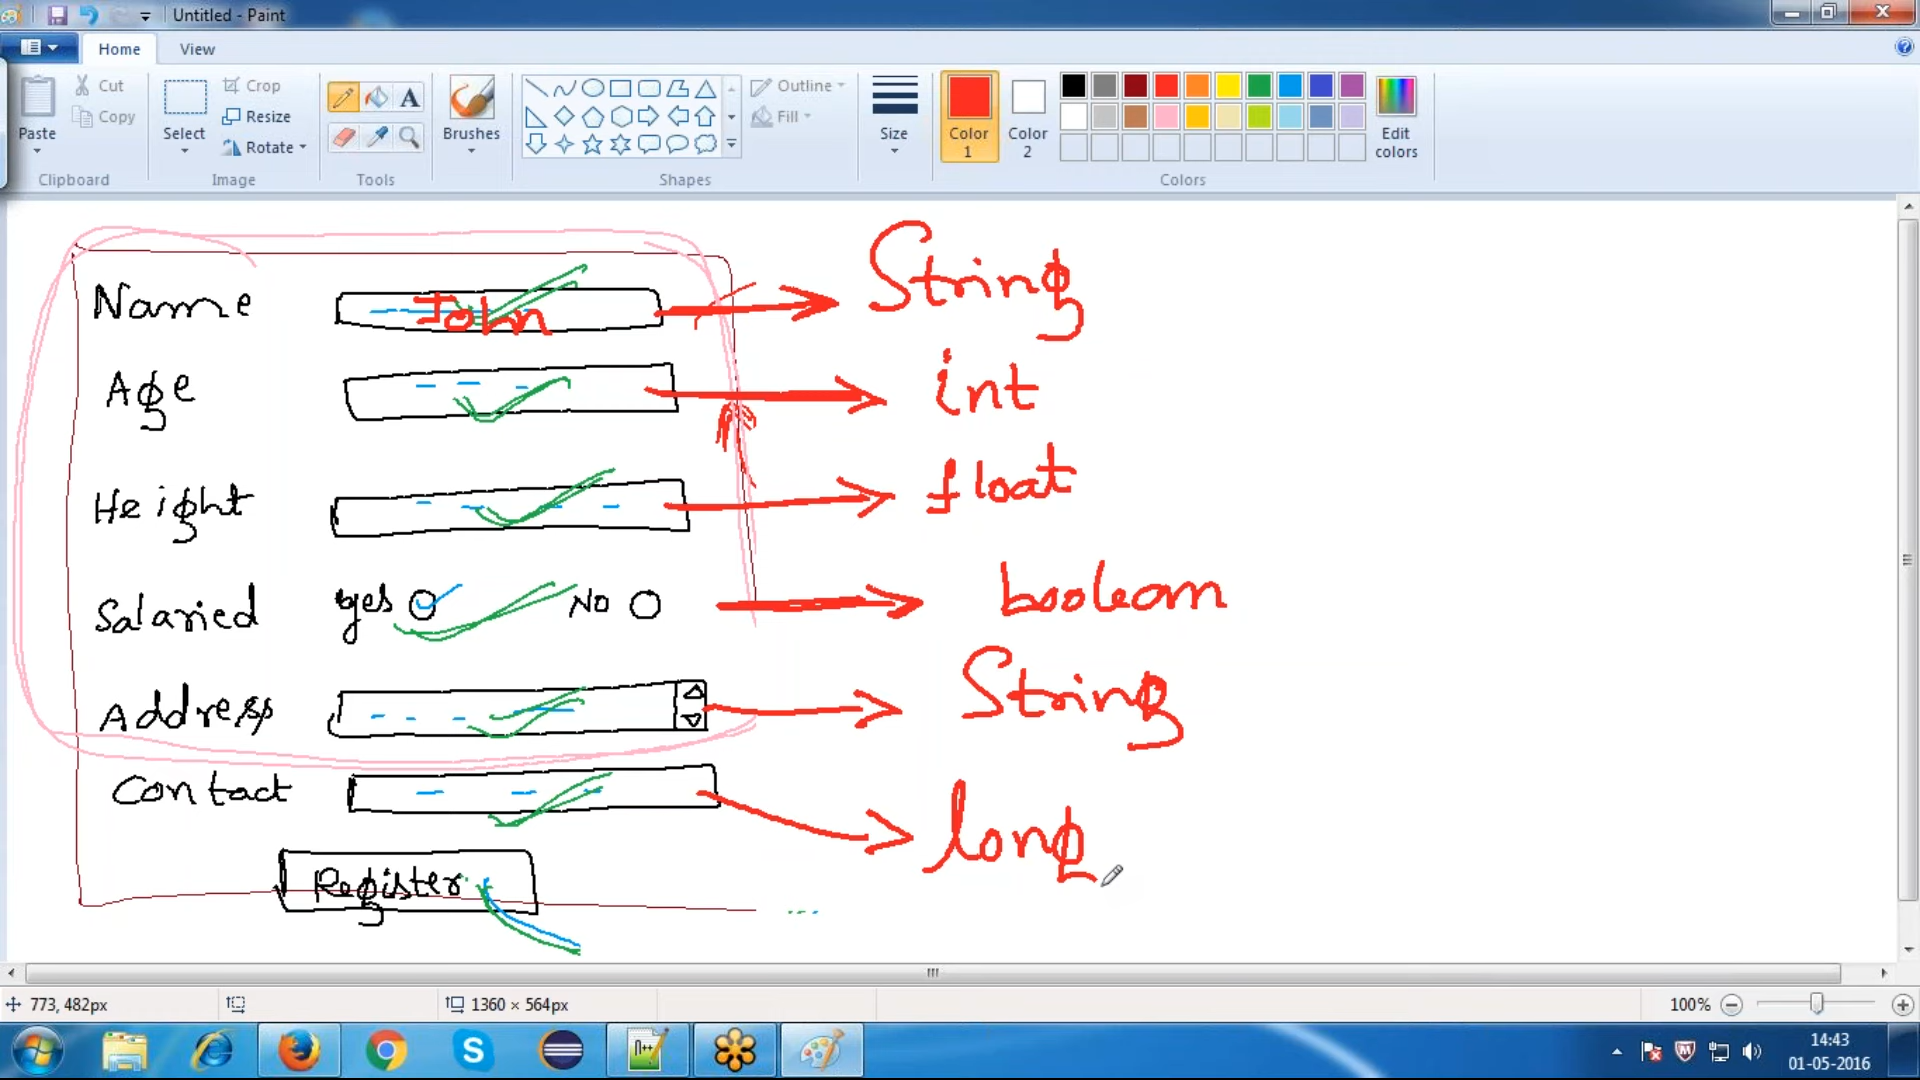 Untitled - Paint
Home View
Cut
Copy
Paste
Clipboard
Select
Crop
Resize
Rotate
Image
Tools
Brushes
Outline
Fill
Shapes
Size
Color 1
Color 2
Edit colors
Colors
Name John String
Age int
Height float
Salaried yes No boolean
Address String
Contact long
Register
773, 482px 1360 × 564px 100%
14:43
01-05-2016